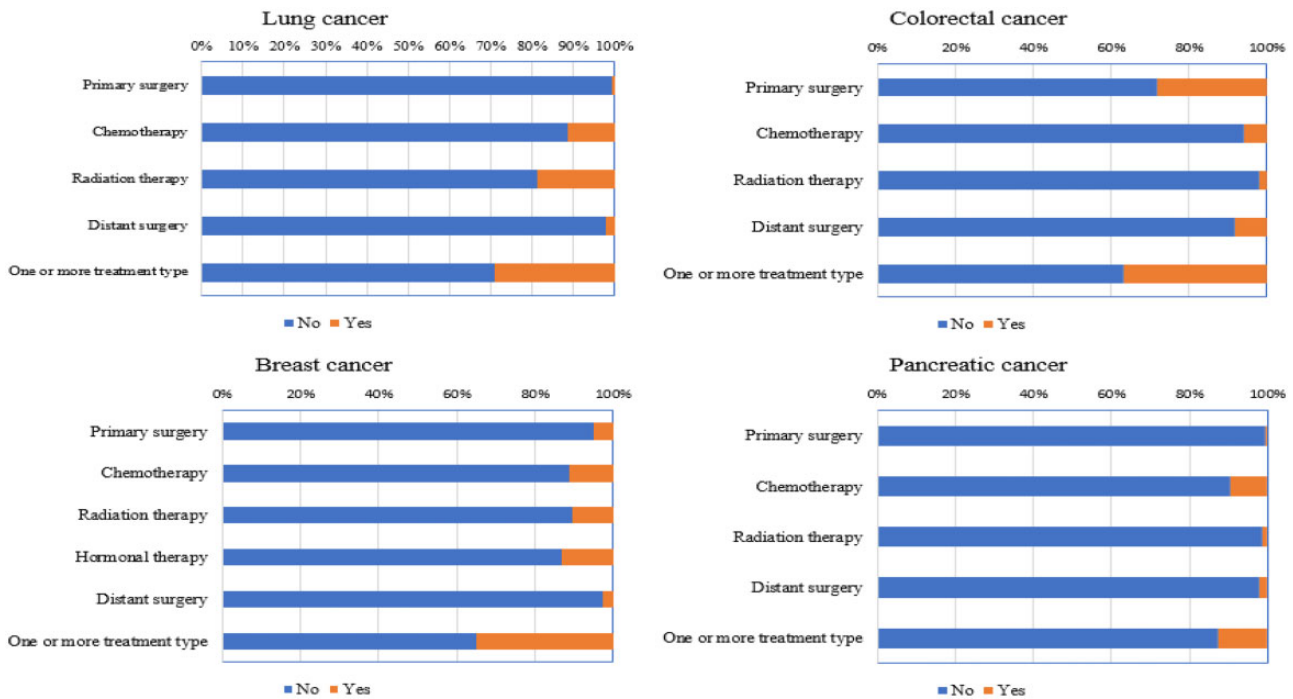 Lung cancer
0% 10% 20% 30% 40% 50% 60% 70% 80% 90% 100%
Primary surgery
Chemotherapy
Radiation therapy
Distant surgery
One or more treatment type
No Yes
Colorectal cancer
0% 20% 40% 60% 80% 100%
Primary surgery
Chemotherapy
Radiation therapy
Distant surgery
One or more treatment type
No Yes
Breast cancer
0% 20% 40% 60% 80% 100%
Primary surgery
Chemotherapy
Radiation therapy
Hormonal therapy
Distant surgery
One or more treatment type
No Yes
Pancreatic cancer
0% 20% 40% 60% 80% 100%
Primary surgery
Chemotherapy
Radiation therapy
Distant surgery
One or more treatment type
No Yes